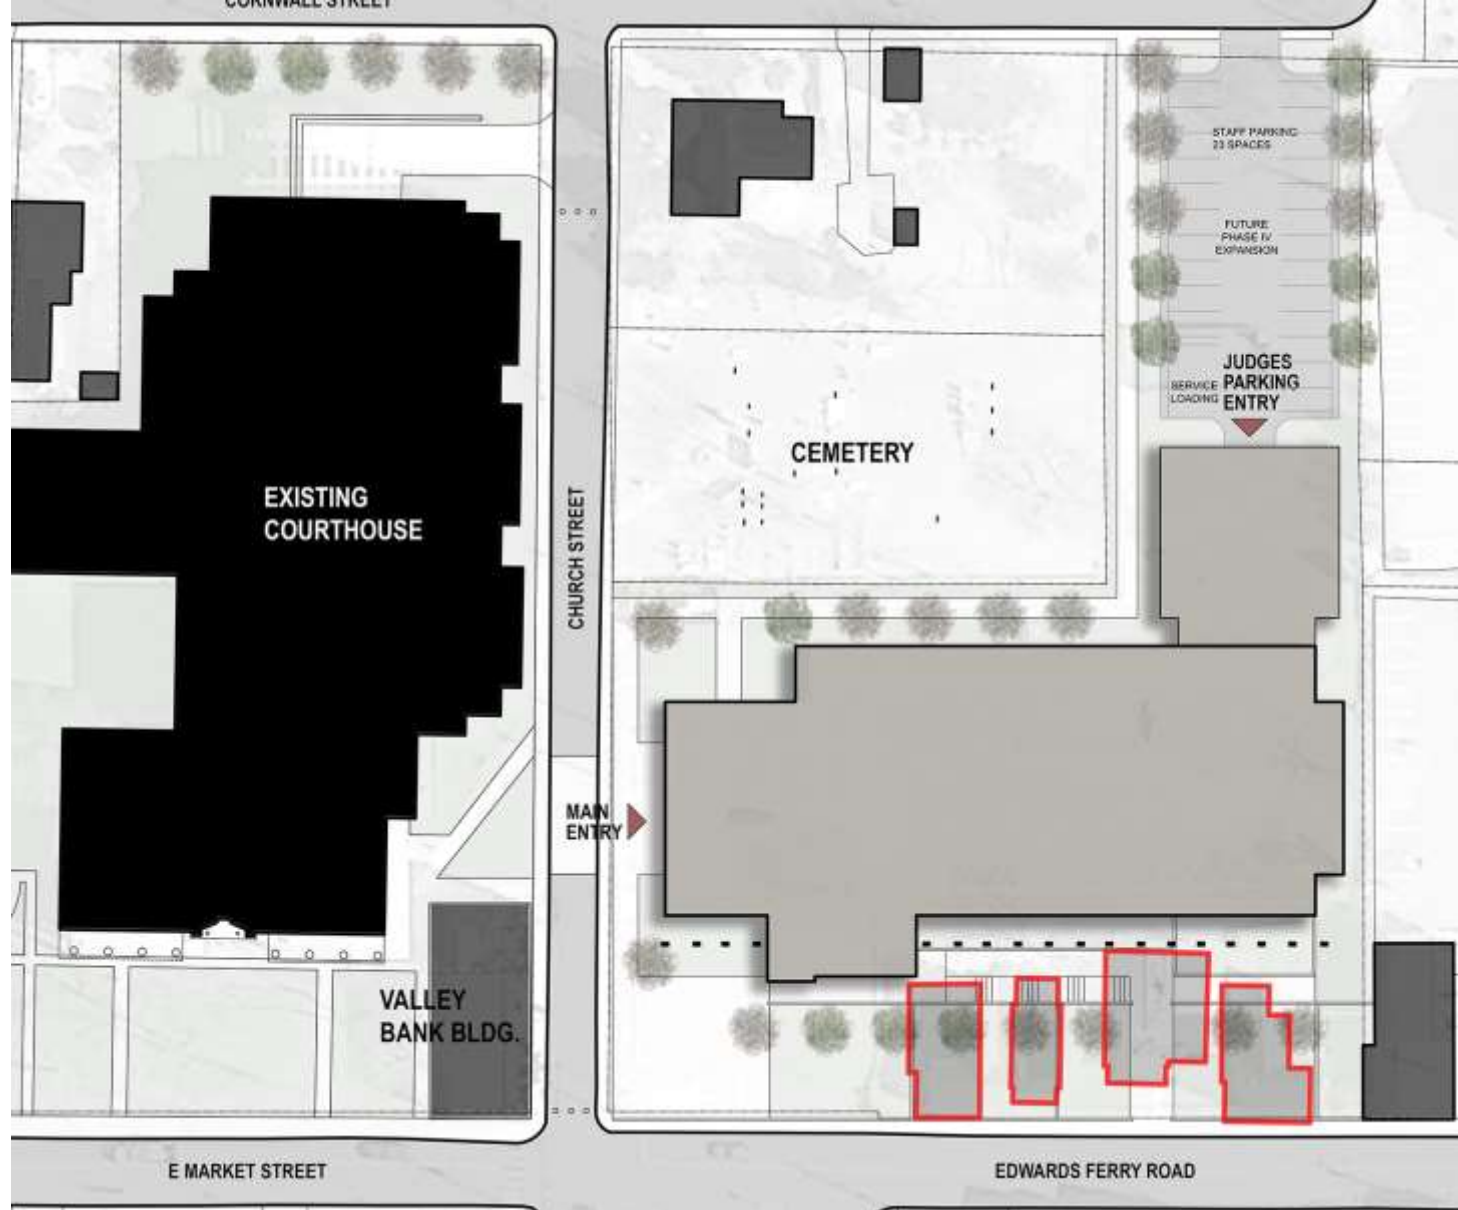 CORNWALL STREET
STAFF PARKING
23 SPACES
FUTURE
PHASE IV
EXPANSION
JUDGES
PARKING
ENTRY
SERVICE
LOADING
CEMETERY
EXISTING
COURTHOUSE
CHURCH STREET
MAIN
ENTRY
VALLEY
BANK BLDG.
E MARKET STREET
EDWARDS FERRY ROAD